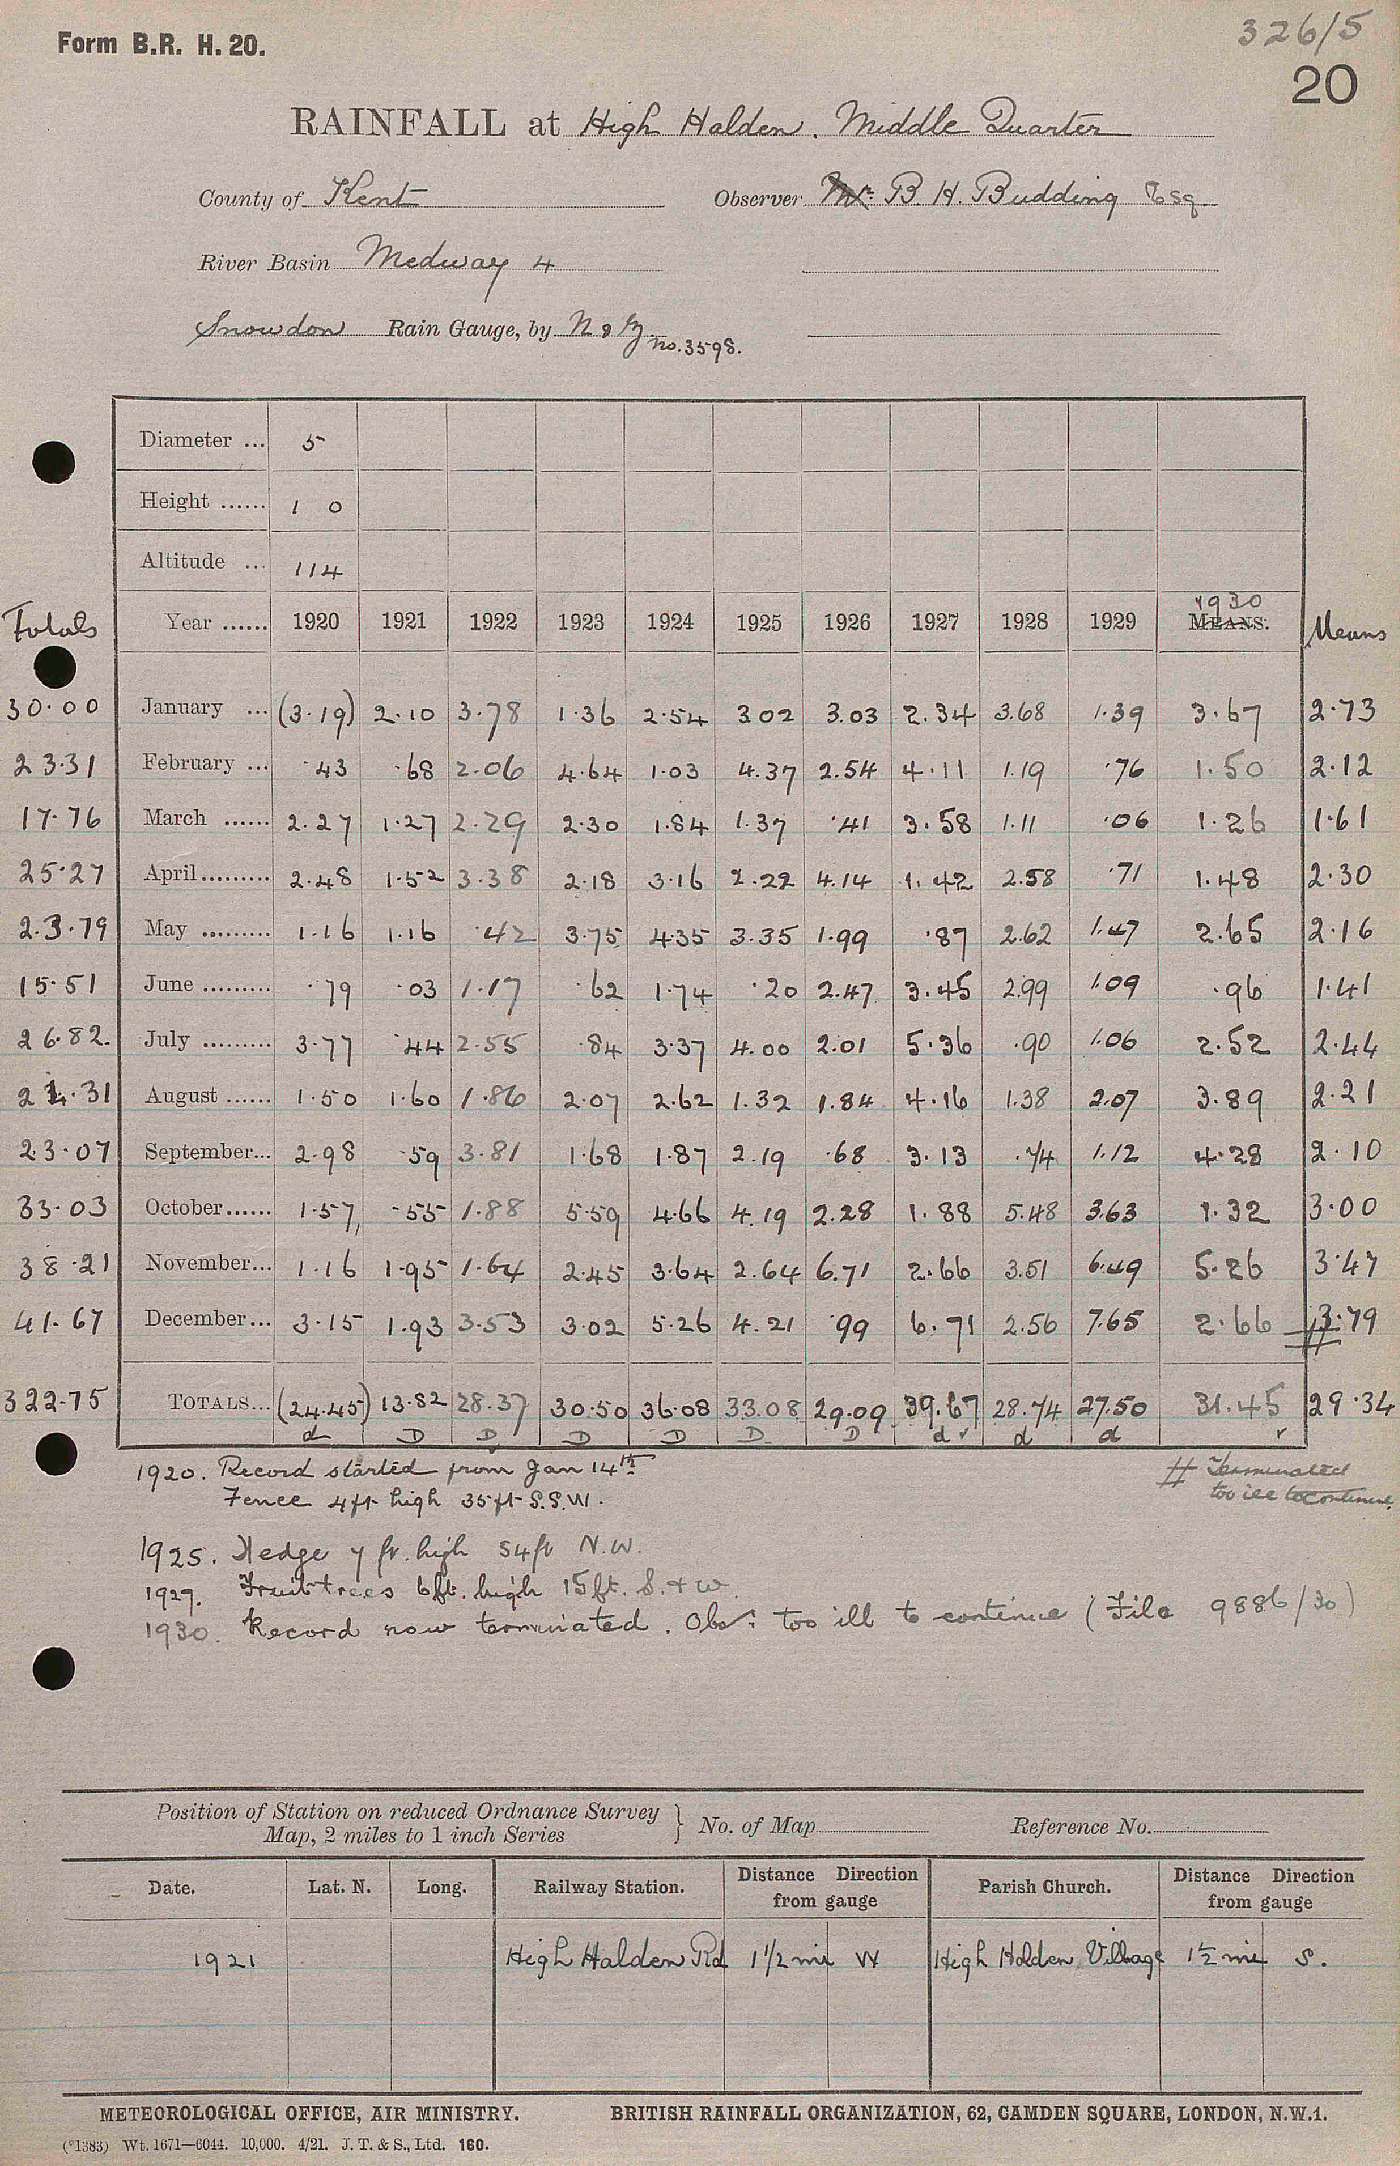 326/5
Form B.R. H. 20.
20
RAINFALL at High Halden. Middle Quarter
County of Kent Observer Mr. B. H. Budding Esq
River Basin Medway 4
Snowdon Rain Gauge, by N & Z no. 3598.
Diameter ... 5
Height ...... 1 0
Altitude ... 114
1930
Totals Year ...... 1920 1921 1922 1923 1924 1925 1926 1927 1928 1929 MEANS. Means
30.00 January ... (3.19) 2.10 3.78 1.36 2.54 3.02 3.03 2.34 3.68 1.39 3.67 2.73
23.31 February ... .43 .68 2.06 4.64 1.03 4.37 2.54 4.11 1.19 .76 1.50 2.12
17.76 March ...... 2.27 1.27 2.29 2.30 1.84 1.37 .41 3.58 1.11 .06 1.26 1.61
25.27 April ......... 2.48 1.52 3.38 2.18 3.16 2.22 4.14 1.42 2.58 .71 1.48 2.30
23.79 May ......... 1.16 1.16 .42 3.75 4.35 3.35 1.99 .87 2.62 1.47 2.65 2.16
15.51 June ......... .79 .03 1.17 .62 1.74 .20 2.47 3.45 2.99 1.09 .96 1.41
26.82. July ......... 3.77 .44 2.55 .84 3.37 4.00 2.01 5.36 .90 1.06 2.52 2.44
24.31 August ...... 1.50 1.60 1.86 2.07 2.62 1.32 1.84 4.16 1.38 2.07 3.89 2.21
23.07 September... 2.98 .59 3.81 1.68 1.87 2.19 .68 3.13 .74 1.12 4.28 2.10
33.03 October...... 1.57 .55 1.88 5.59 4.66 4.19 2.28 1.88 5.48 3.63 1.32 3.00
38.21 November... 1.16 1.95 1.64 2.45 3.64 2.64 6.71 2.66 3.51 6.49 5.26 3.47
41.67 December... 3.15 1.93 3.53 3.02 5.26 4.21 .99 6.71 2.56 7.65 2.66 3.79
322.75 TOTALS... (24.45) 13.82 28.37 30.50 36.08 33.08 29.09 39.67 28.74 27.50 31.45 29.34
d D D D D D D d d d
1920. Record started from Jan 14th
Fence 4ft high 35ft S.S.W.
# Terminated
too ill to continue.
1925. Hedge 7 ft. high 54ft N.W.
1927. Fruit trees 6ft. high 15ft. S. & W.
1930. Record now terminated. Obsr. too ill to continue (File 9886/30)
Position of Station on reduced Ordnance Survey
Map, 2 miles to 1 inch Series } No. of Map Reference No.
Date. Lat. N. Long. Railway Station. Distance Direction from gauge Parish Church. Distance Direction from gauge
1921 High Halden Rd 1 1/2 mi W High Halden Village 1 1/2 mi S.
METEOROLOGICAL OFFICE, AIR MINISTRY. BRITISH RAINFALL ORGANIZATION, 62, CAMDEN SQUARE, LONDON, N.W.1.
(*1383) Wt. 1671—6044. 10,000. 4/21. J. T. & S., Ltd. 160.